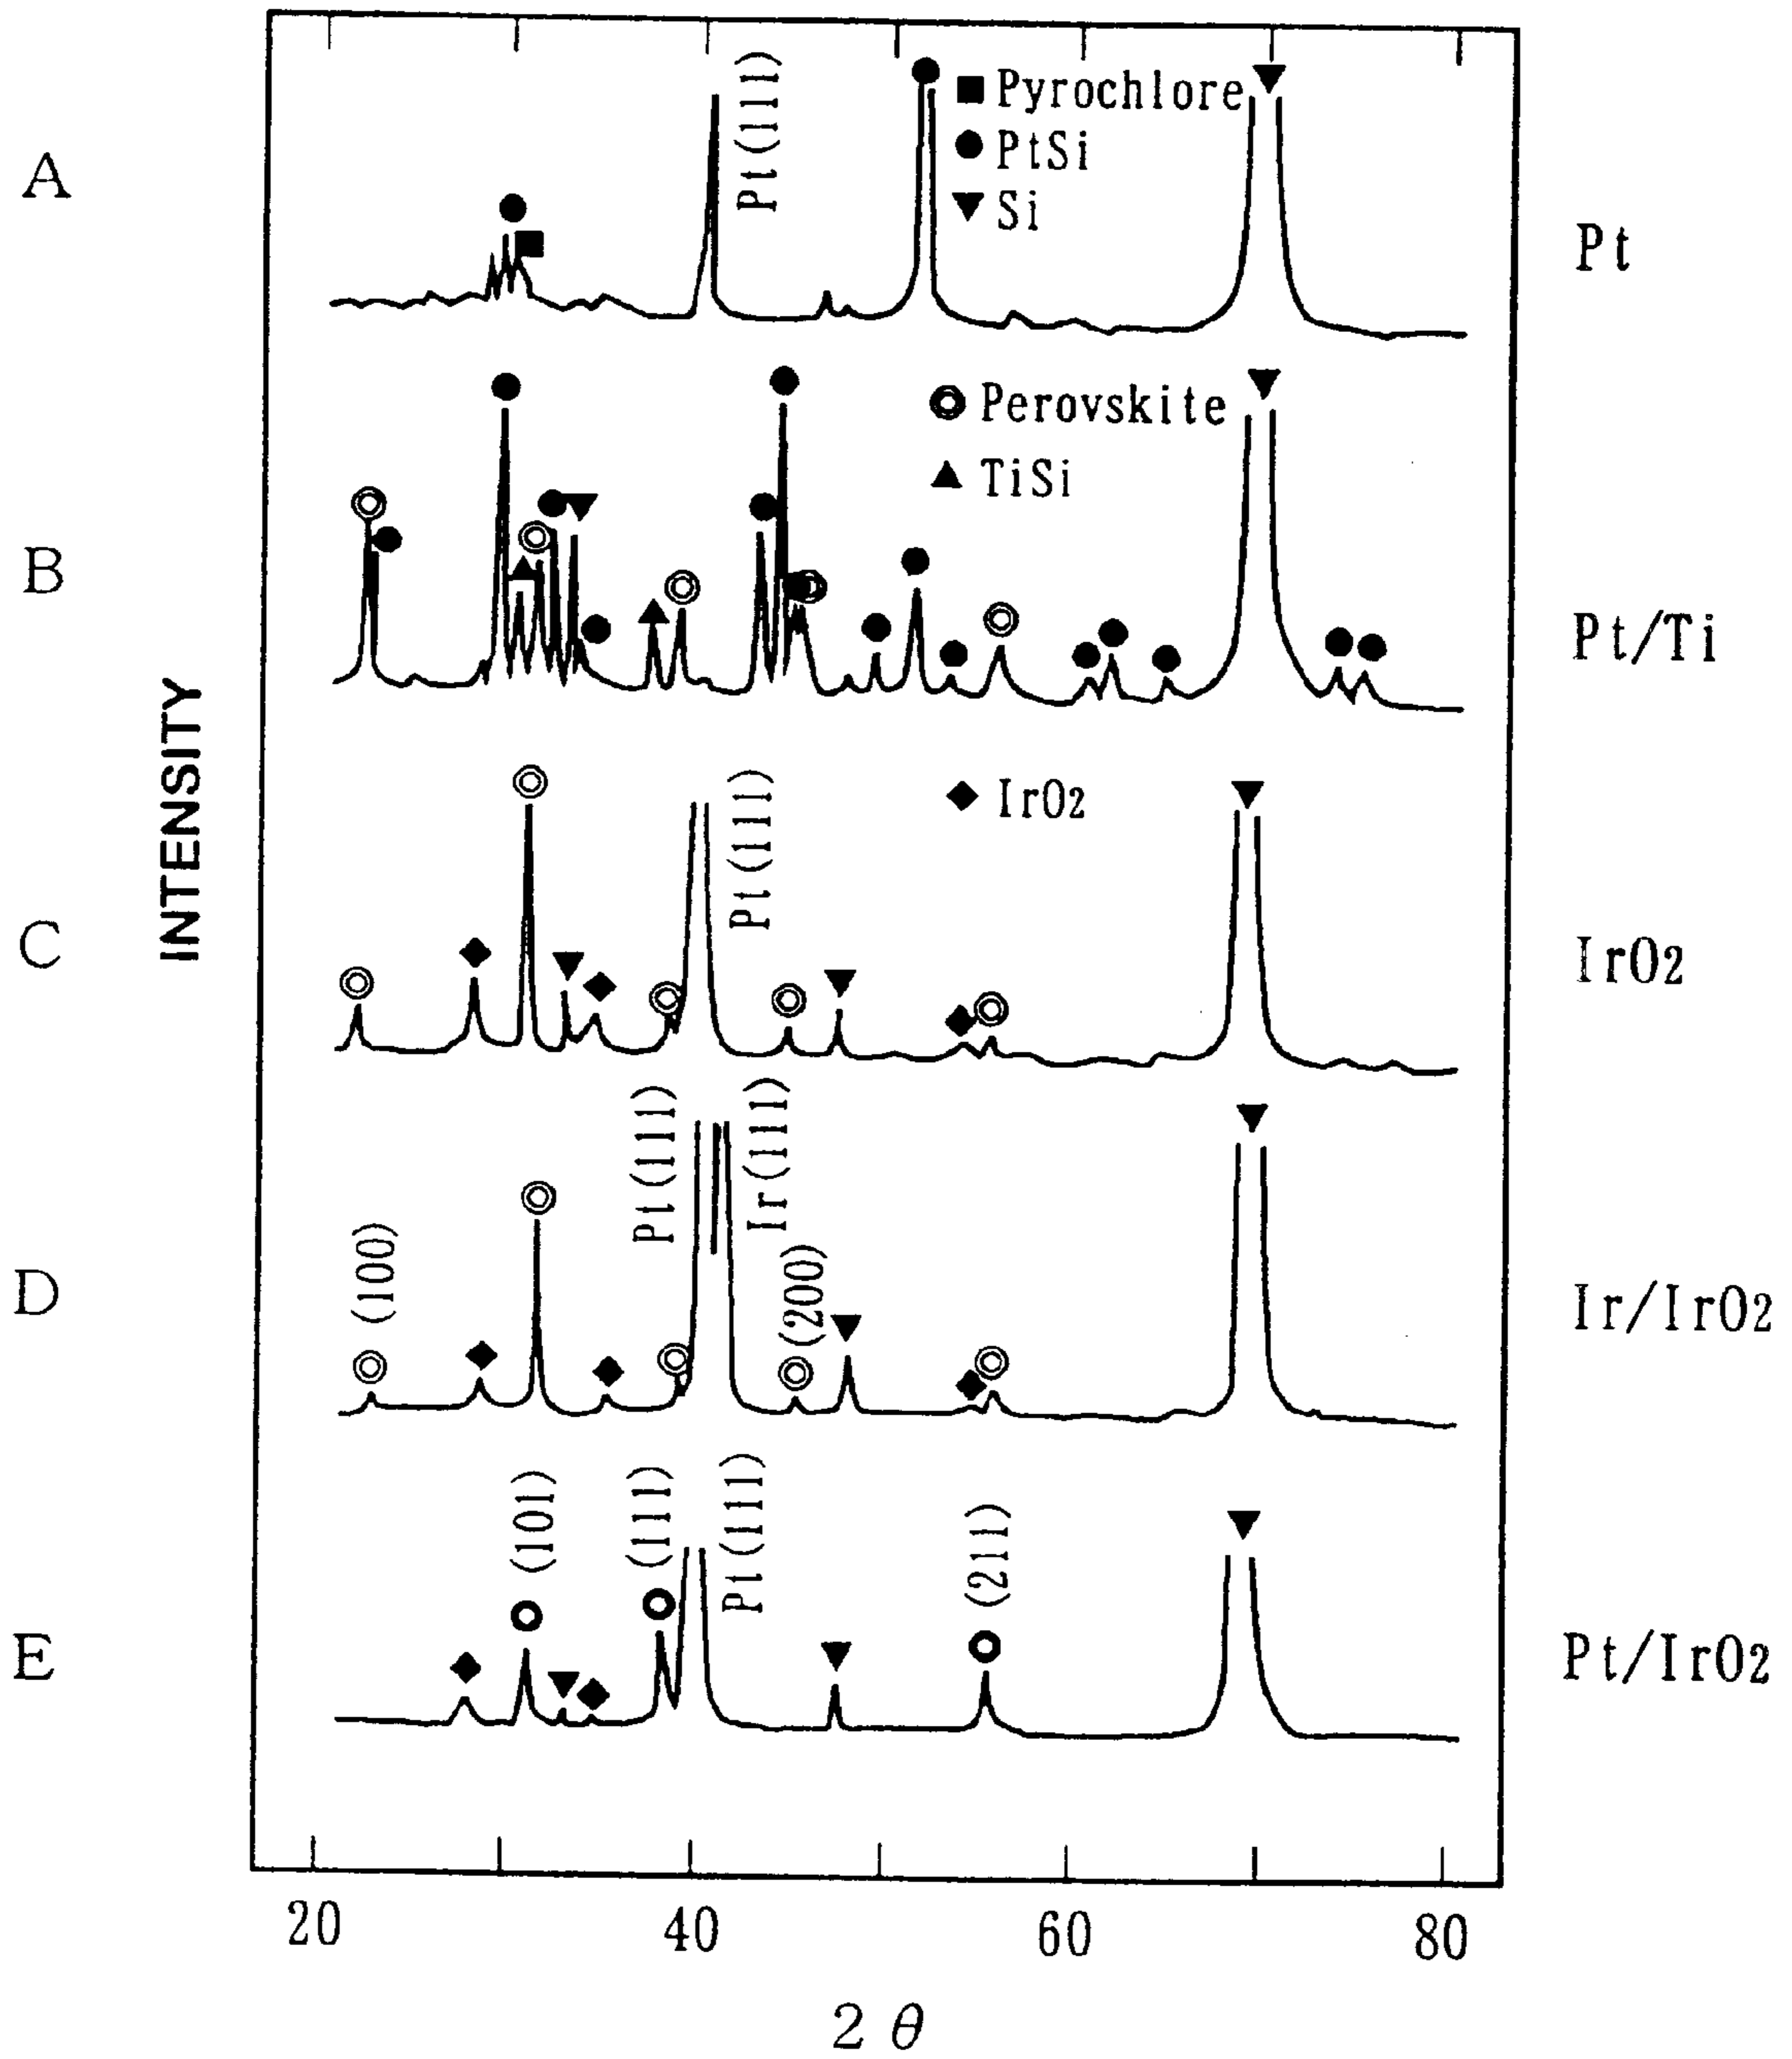 A
Pt(111)
Pyrochlore
PtSi
Si
Pt
B
Perovskite
TiSi
Pt/Ti
INTENSITY
C
Pt(111)
IrO2
IrO2
D
(100)
Pt(111)
Ir(111)
(200)
Ir/IrO2
E
(101)
(111)
Pt(111)
(211)
Pt/IrO2
20
40
60
80
2 θ